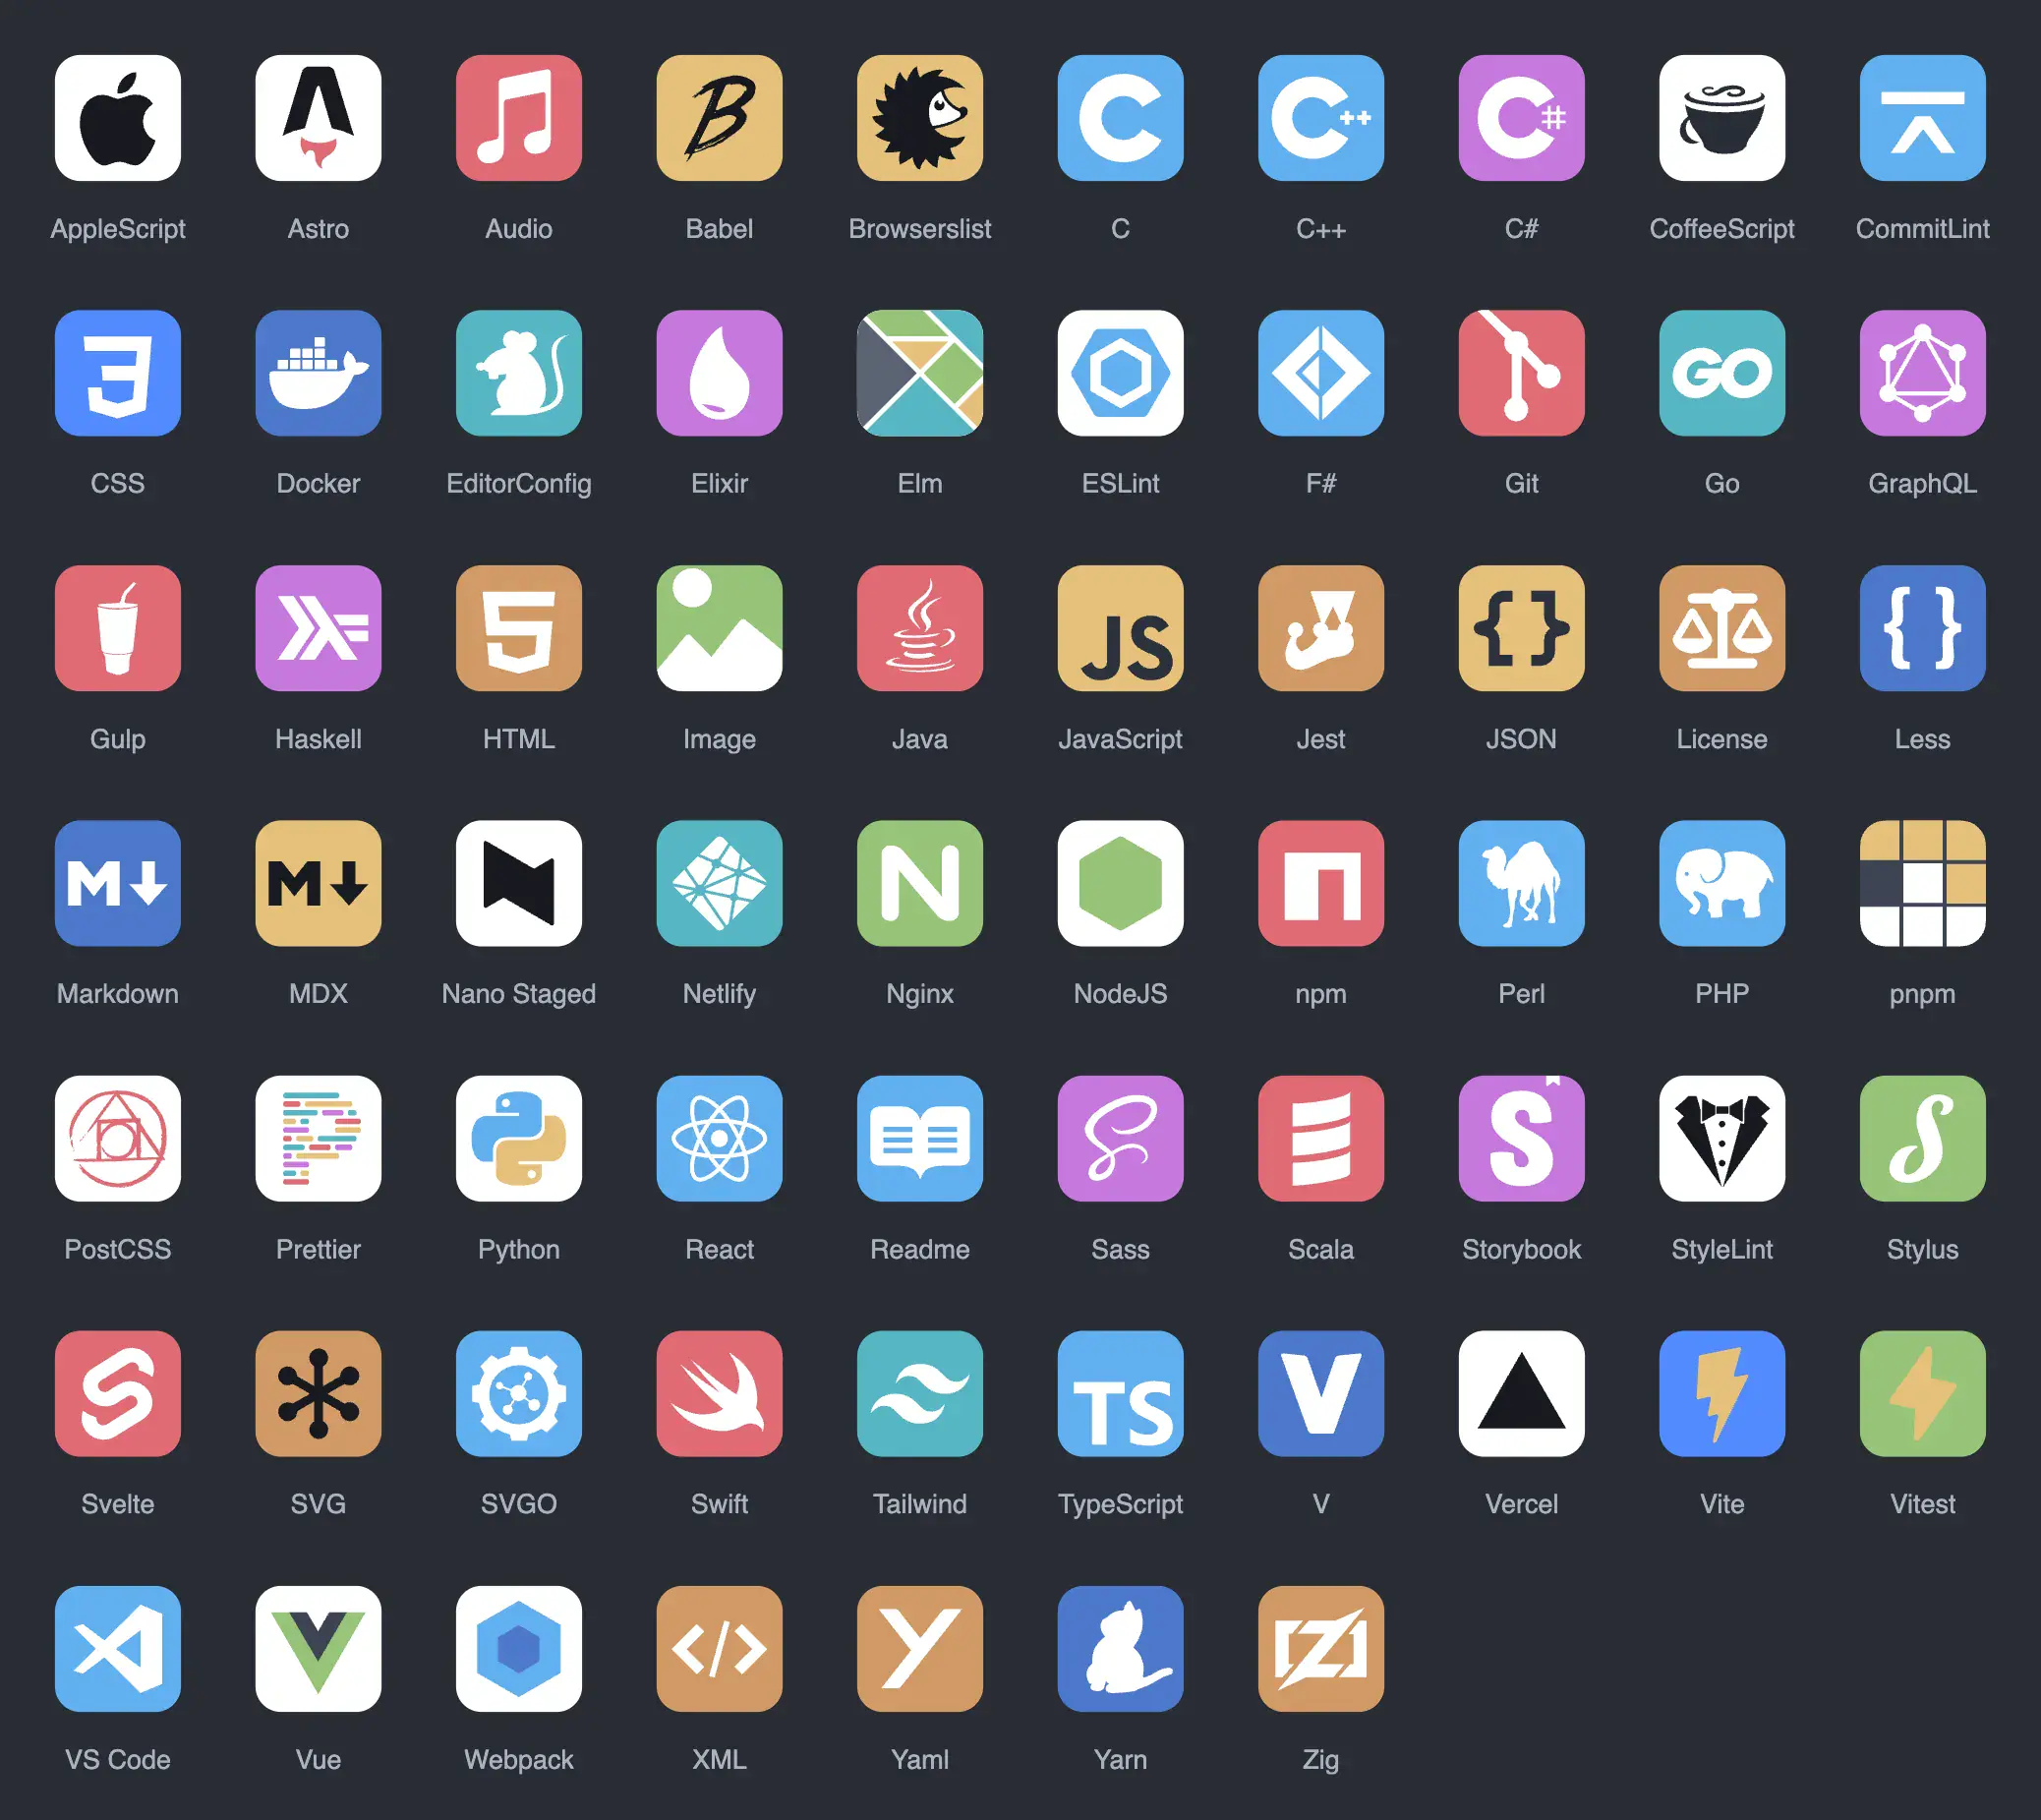 AppleScript Astro Audio Babel Browserslist C C++ C# CoffeeScript CommitLint
CSS Docker EditorConfig Elixir Elm ESLint F# Git GO Go GraphQL
Gulp Haskell HTML Image Java JS JavaScript Jest {} JSON License {} Less
M Markdown M MDX Nano Staged Netlify N Nginx NodeJS npm Perl PHP pnpm
PostCSS Prettier Python React Readme Sass Scala S Storybook StyleLint Stylus
Svelte SVG SVGO Swift Tailwind TS TypeScript V V Vercel Vite Vitest
VS Code Vue Webpack </> XML Y Yaml Yarn Z Zig